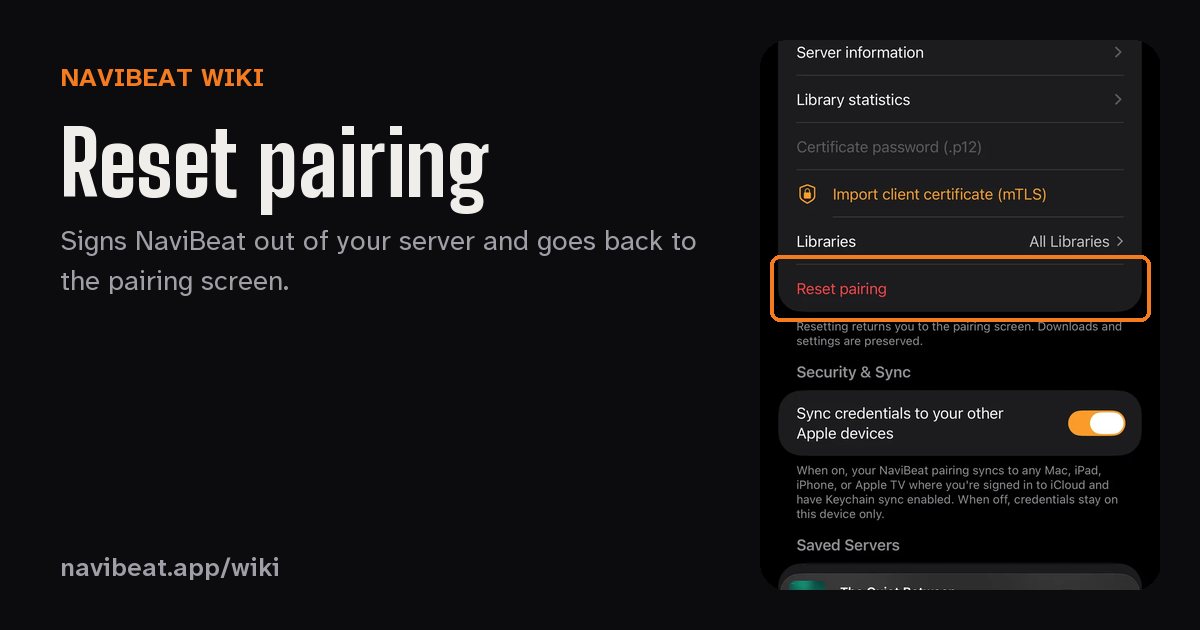 NAVIBEAT WIKI
Reset pairing
Signs NaviBeat out of your server and goes back to
the pairing screen.
navibeat.app/wiki
Server information
Library statistics
Certificate password (.p12)
Import client certificate (mTLS)
Libraries All Libraries
Reset pairing
Resetting returns you to the pairing screen. Downloads and
settings are preserved.
Security & Sync
Sync credentials to your other
Apple devices
When on, your NaviBeat pairing syncs to any Mac, iPad,
iPhone, or Apple TV where you're signed in to iCloud and
have Keychain sync enabled. When off, credentials stay on
this device only.
Saved Servers
The Quiet Between